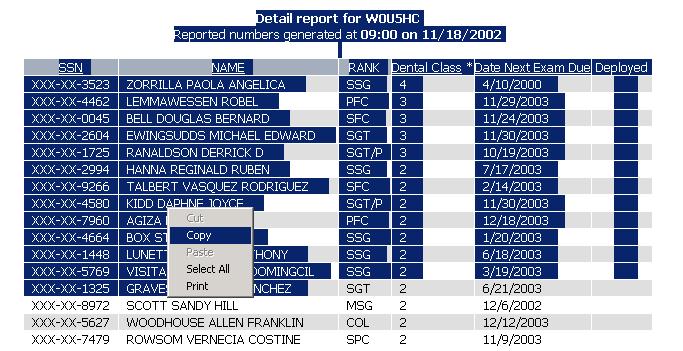 Detail report for W0U5HC
Reported numbers generated at 09:00 on 11/18/2002
SSN NAME RANK Dental Class * Date Next Exam Due Deployed
XXX-XX-3523 ZORRILLA PAOLA ANGELICA SSG 4 4/10/2000
XXX-XX-4462 LEMMAWESSEN ROBEL PFC 3 11/29/2003
XXX-XX-0045 BELL DOUGLAS BERNARD SFC 3 11/24/2003
XXX-XX-2604 EWINGSUDDS MICHAEL EDWARD SGT 3 11/30/2003
XXX-XX-1725 RANALDSON DERRICK D SGT/P 3 10/19/2003
XXX-XX-2994 HANNA REGINALD RUBEN SSG 2 7/17/2003
XXX-XX-9266 TALBERT VASQUEZ RODRIGUEZ SFC 2 2/14/2003
XXX-XX-4580 KIDD DAPHNE JOYCE SGT/P 2 11/30/2003
XXX-XX-7960 AGIZA Cut PFC 2 12/18/2003
XXX-XX-4664 BOX ST Copy SSG 2 1/20/2003
XXX-XX-1448 LUNETT Paste THONY SSG 2 6/18/2003
XXX-XX-5769 VISITA Select All DOMINGCIL SSG 2 3/19/2003
XXX-XX-1325 GRAVES Print NCHEZ SGT 2 6/21/2003
XXX-XX-8972 SCOTT SANDY HILL MSG 2 12/6/2002
XXX-XX-5627 WOODHOUSE ALLEN FRANKLIN COL 2 12/12/2003
XXX-XX-7479 ROWSOM VERNECIA COSTINE SPC 2 11/9/2003